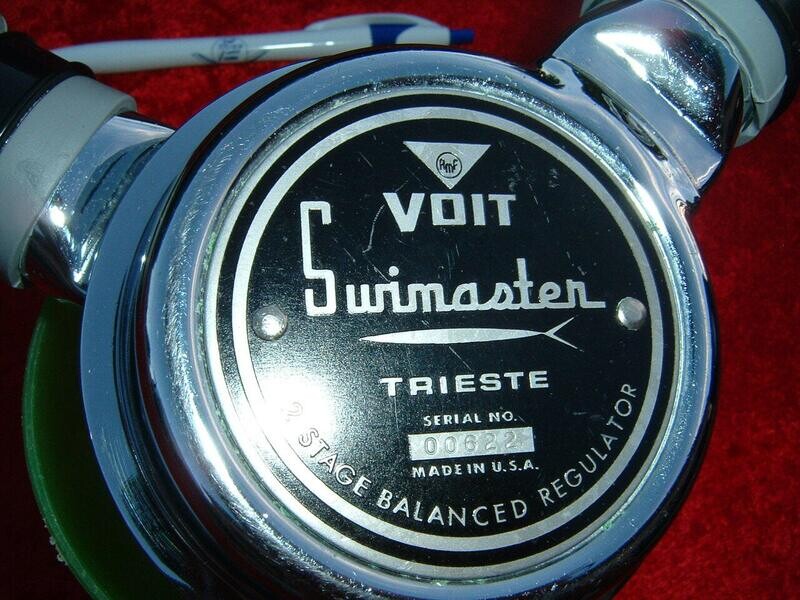 AMF
VOIT
Swimaster
TRIESTE
SERIAL NO.
00622
MADE IN U.S.A.
2 STAGE BALANCED REGULATOR